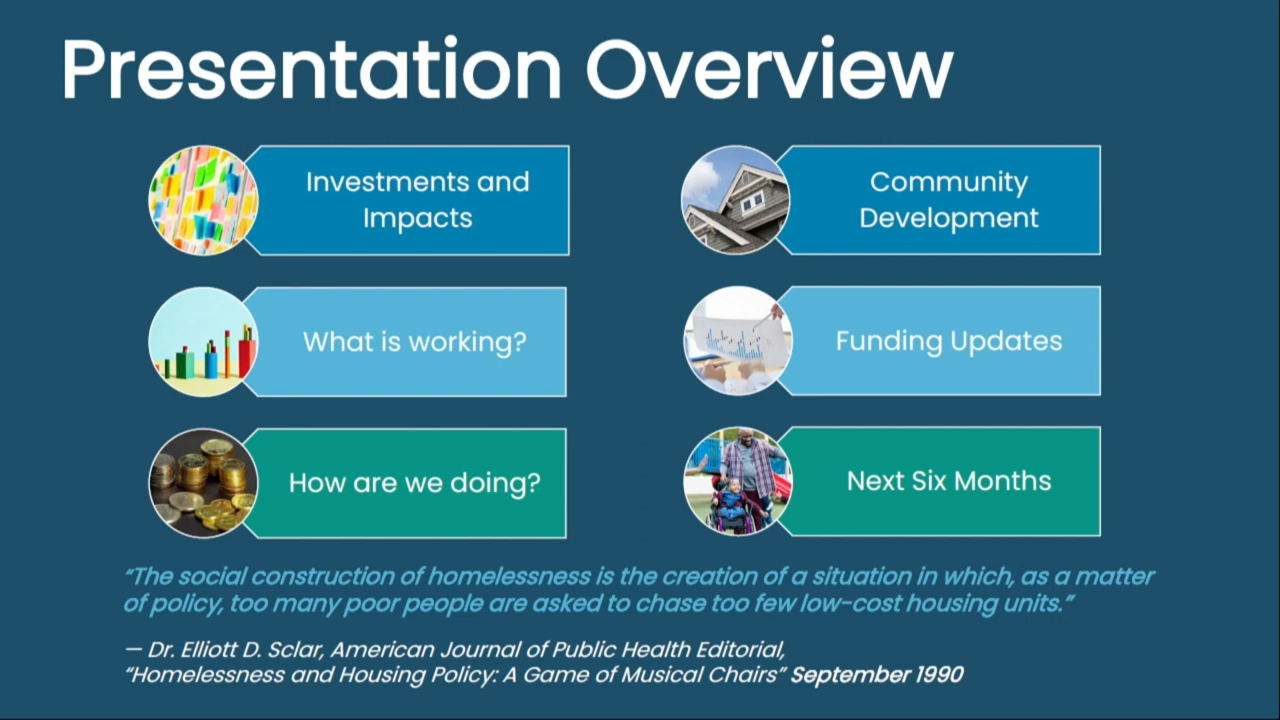 Presentation Overview
Investments and
Impacts
What is working?
How are we doing?
Community
Development
Funding Updates
Next Six Months
“The social construction of homelessness is the creation of a situation in which, as a matter
of policy, too many poor people are asked to chase too few low-cost housing units.”
— Dr. Elliott D. Sclar, American Journal of Public Health Editorial,
“Homelessness and Housing Policy: A Game of Musical Chairs” September 1990